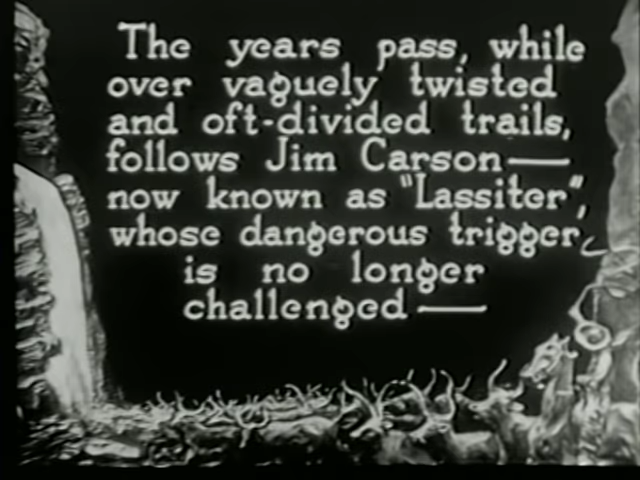 The years pass, while
over vaguely twisted
and oft-divided trails,
follows Jim Carson—
now known as "Lassiter",
whose dangerous trigger
is no longer
challenged—